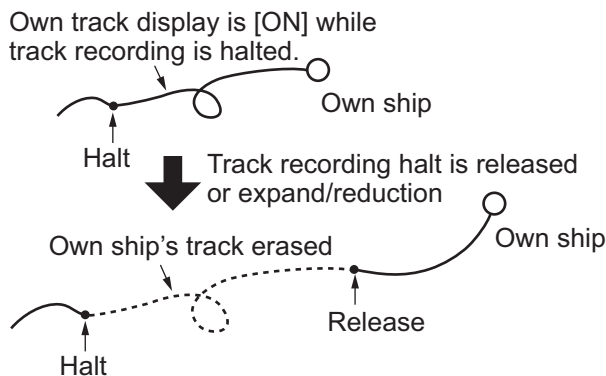 Own track display is [ON] while
track recording is halted.
Own ship
Halt
Track recording halt is released
or expand/reduction
Own ship
Own ship's track erased
Release
Halt